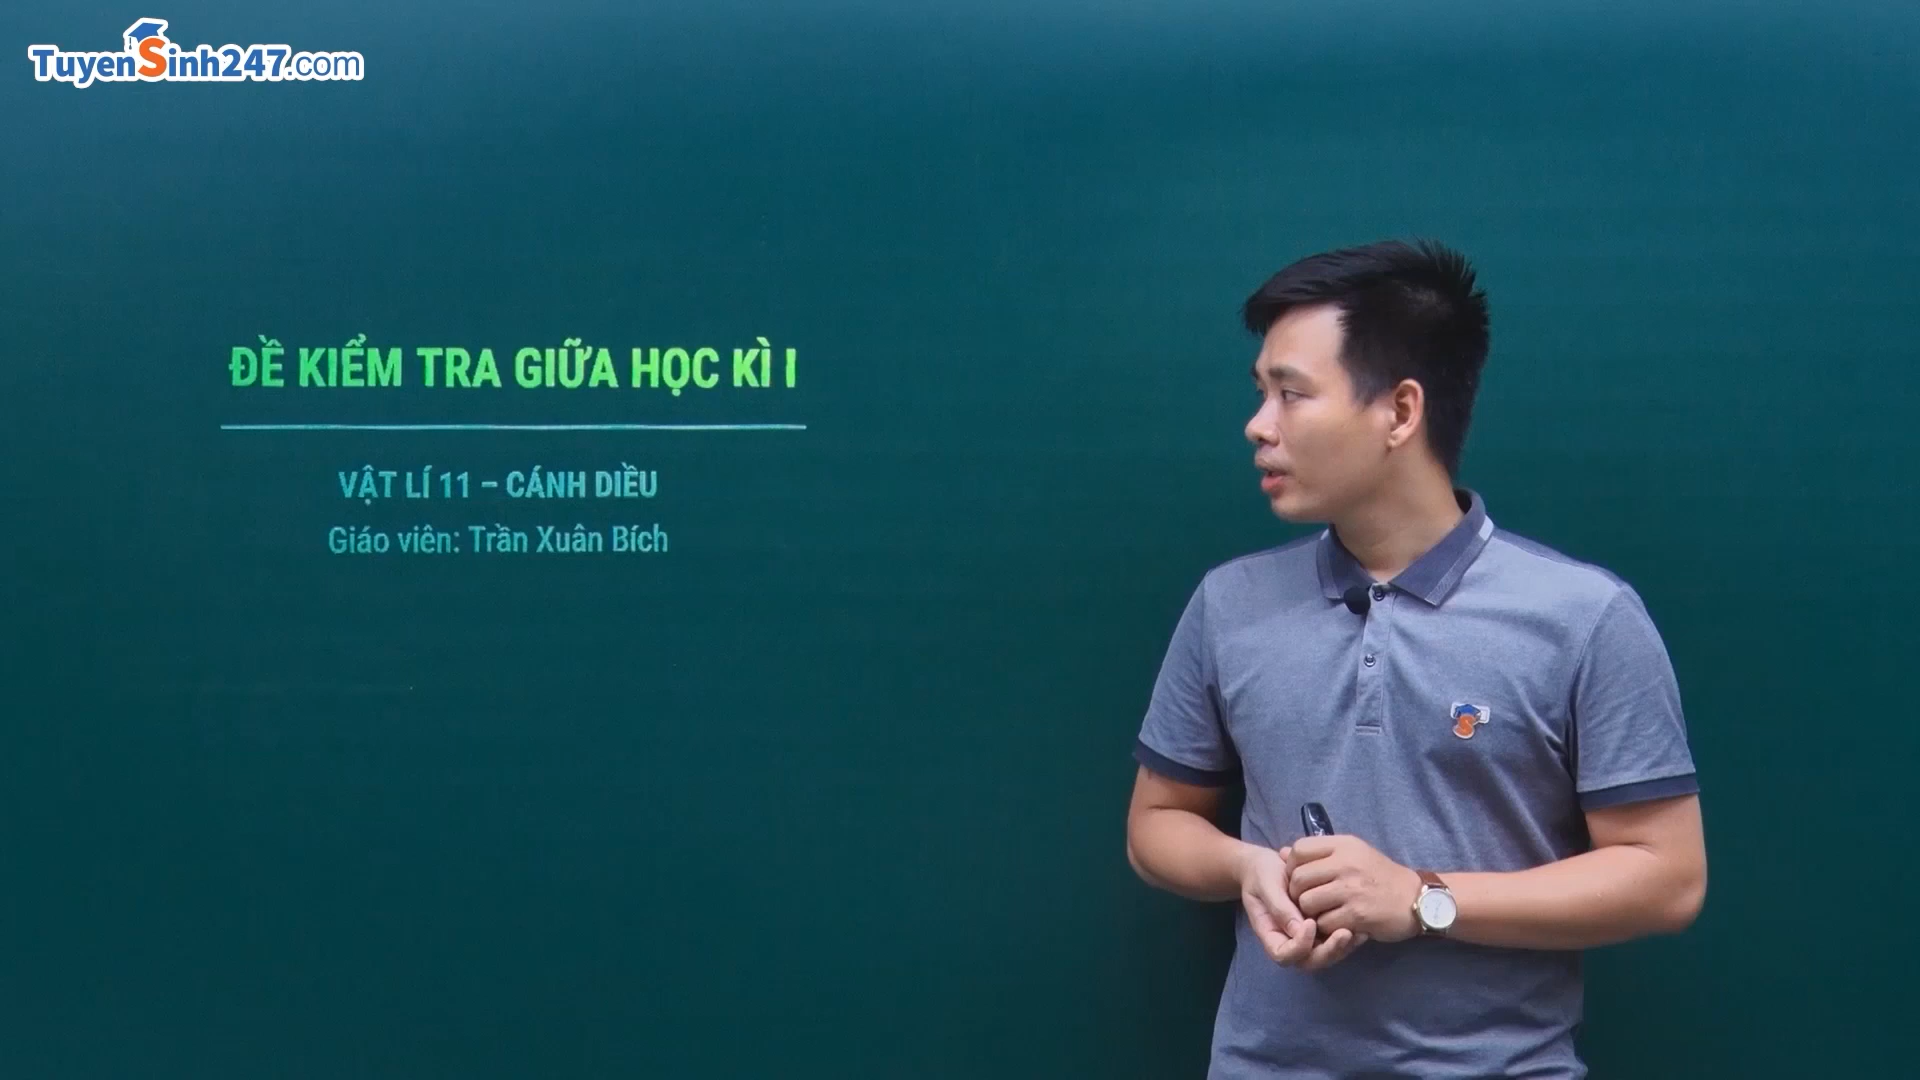 TuyenSinh247.com
ĐỀ KIỂM TRA GIỮA HỌC KÌ I
VẬT LÍ 11 – CÁNH DIỀU
Giáo viên: Trần Xuân Bích
S